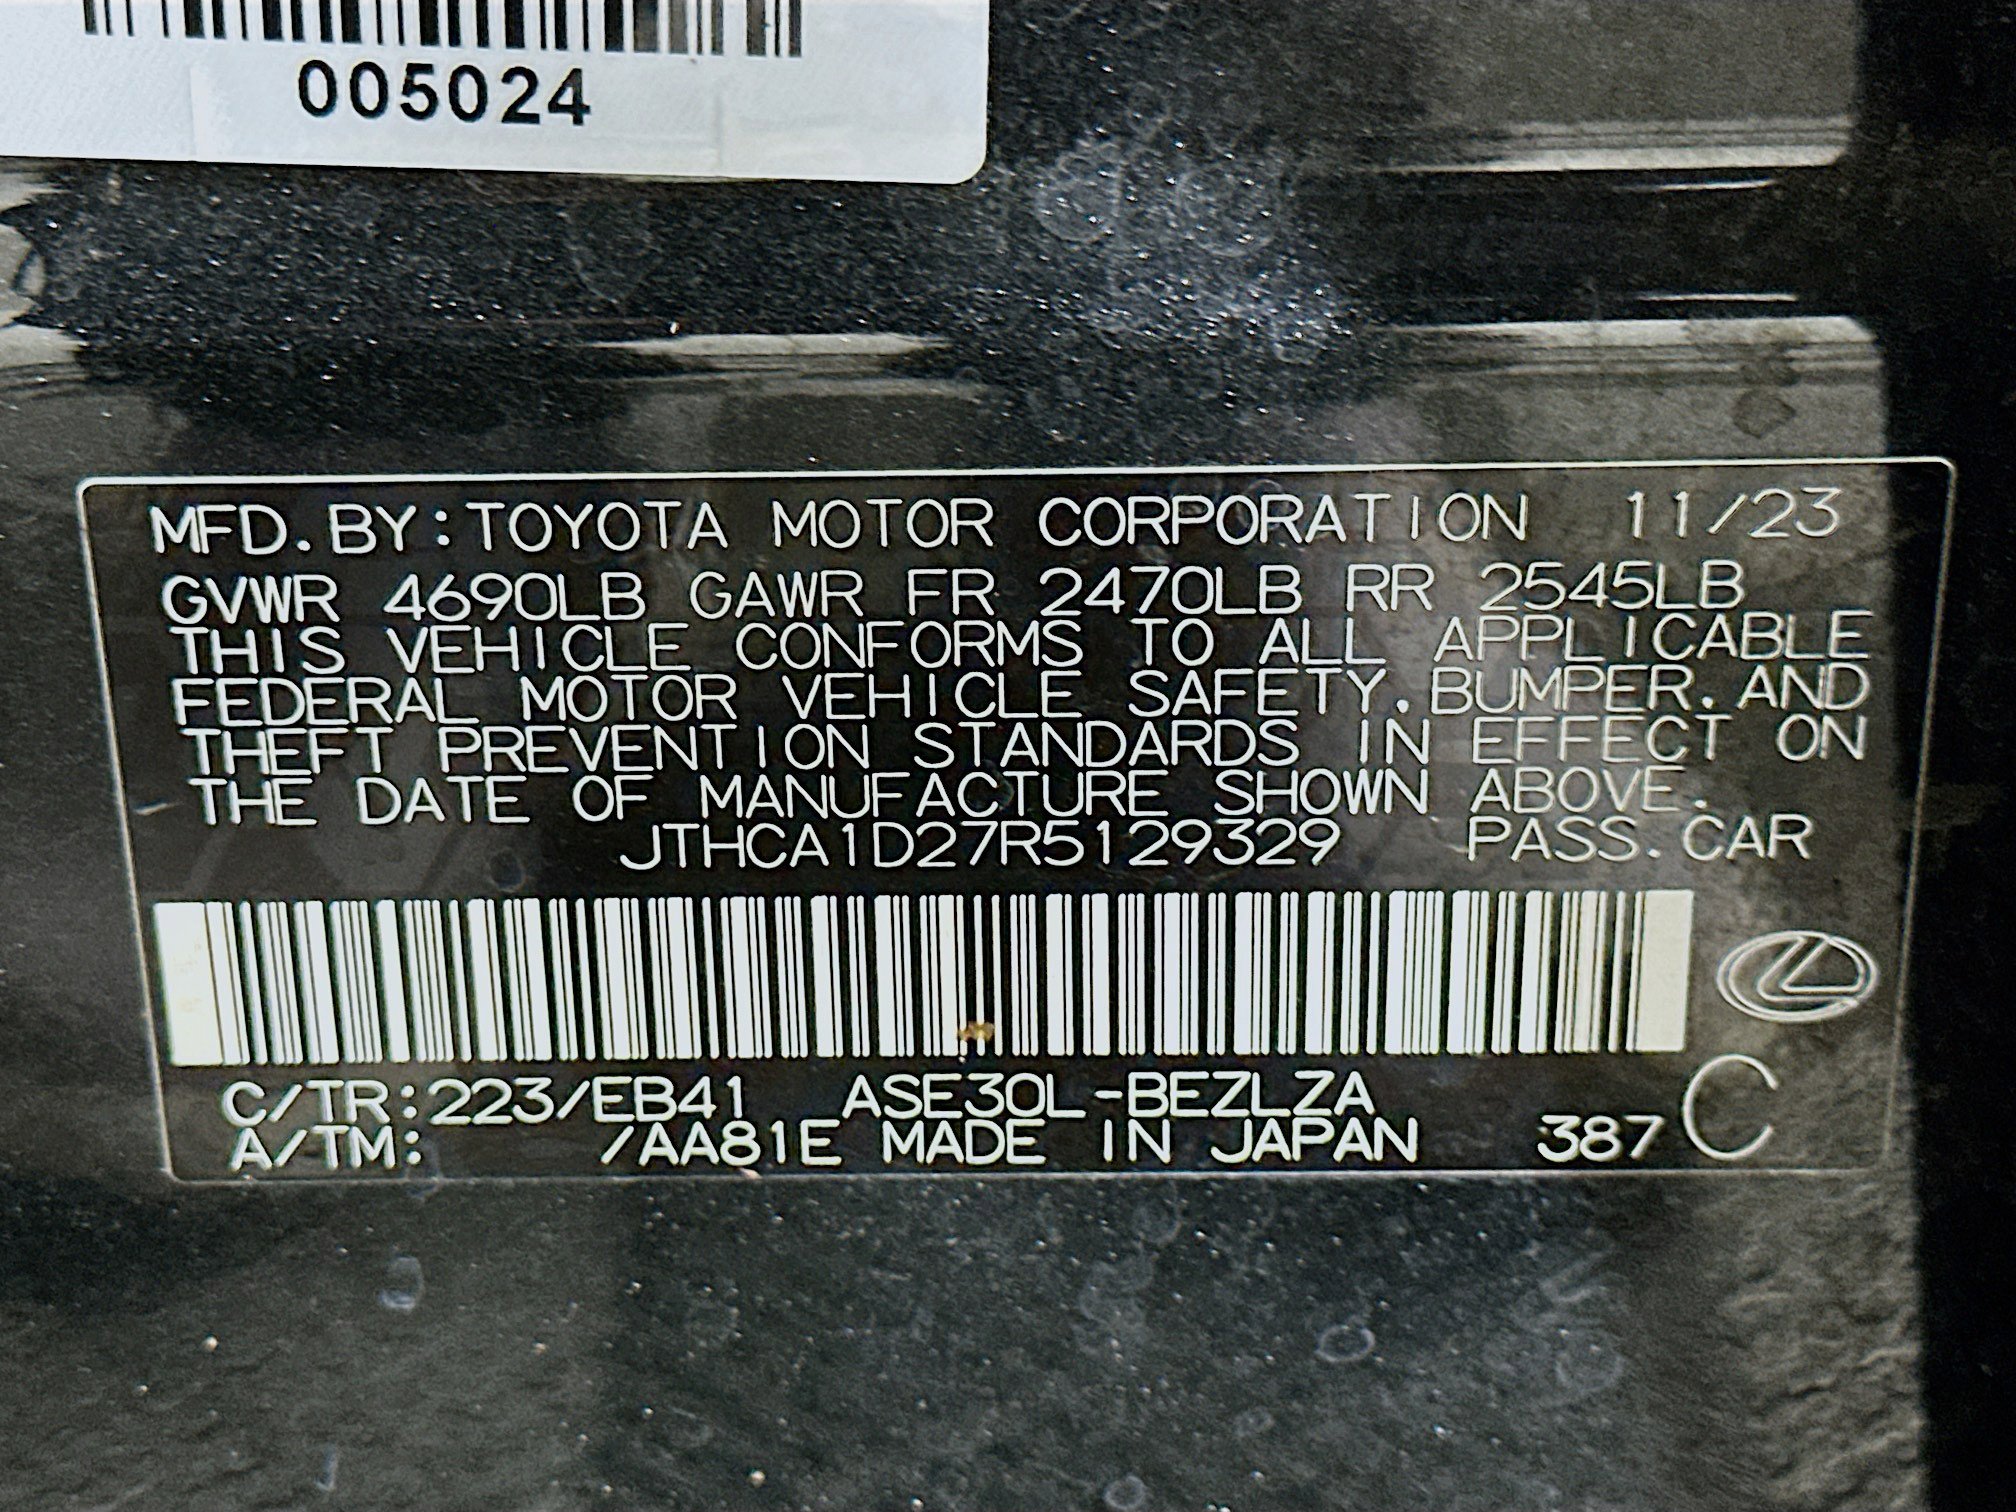 005024
MFD. BY: TOYOTA MOTOR CORPORATION 11/23
GVWR 4690LB GAWR FR 2470LB RR 2545LB
THIS VEHICLE CONFORMS TO ALL APPLICABLE
FEDERAL MOTOR VEHICLE SAFETY, BUMPER, AND
THEFT PREVENTION STANDARDS IN EFFECT ON
THE DATE OF MANUFACTURE SHOWN ABOVE.
JTHCA1D27R5129329 PASS. CAR
C/TR: 223/EB41 ASE30L-BEZLZA
A/TM: /AA81E MADE IN JAPAN 387 C